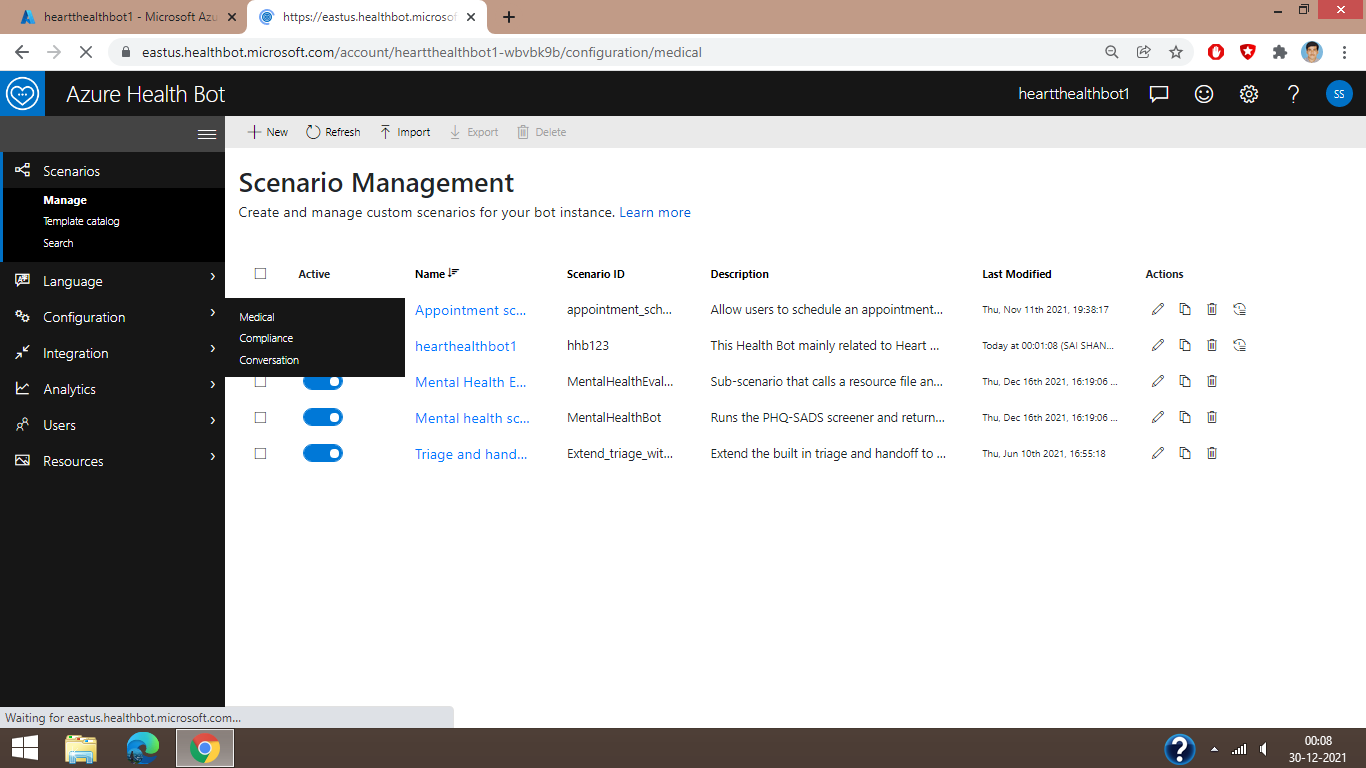 heartthealthbot1 - Microsoft Azu
https://eastus.healthbot.microsof
eastus.healthbot.microsoft.com/account/heartthealthbot1-wbvbk9b/configuration/medical
Azure Health Bot
heartthealthbot1
SS
New
Refresh
Import
Export
Delete
Scenarios
Manage
Template catalog
Search
Language
Configuration
Integration
Analytics
Users
Resources
Medical
Compliance
Conversation
Scenario Management
Create and manage custom scenarios for your bot instance. Learn more
Active Name Scenario ID Description Last Modified Actions
Appointment sc... appointment_sch... Allow users to schedule an appointment... Thu, Nov 11th 2021, 19:38:17
hearthealthbot1 hhb123 This Health Bot mainly related to Heart ... Today at 00:01:08 (SAI SHAN...
Mental Health E... MentalHealthEval... Sub-scenario that calls a resource file an... Thu, Dec 16th 2021, 16:19:06 ...
Mental health sc... MentalHealthBot Runs the PHQ-SADS screener and return... Thu, Dec 16th 2021, 16:19:06 ...
Triage and hand... Extend_triage_wit... Extend the built in triage and handoff to ... Thu, Jun 10th 2021, 16:55:18
Waiting for eastus.healthbot.microsoft.com...
00:08
30-12-2021